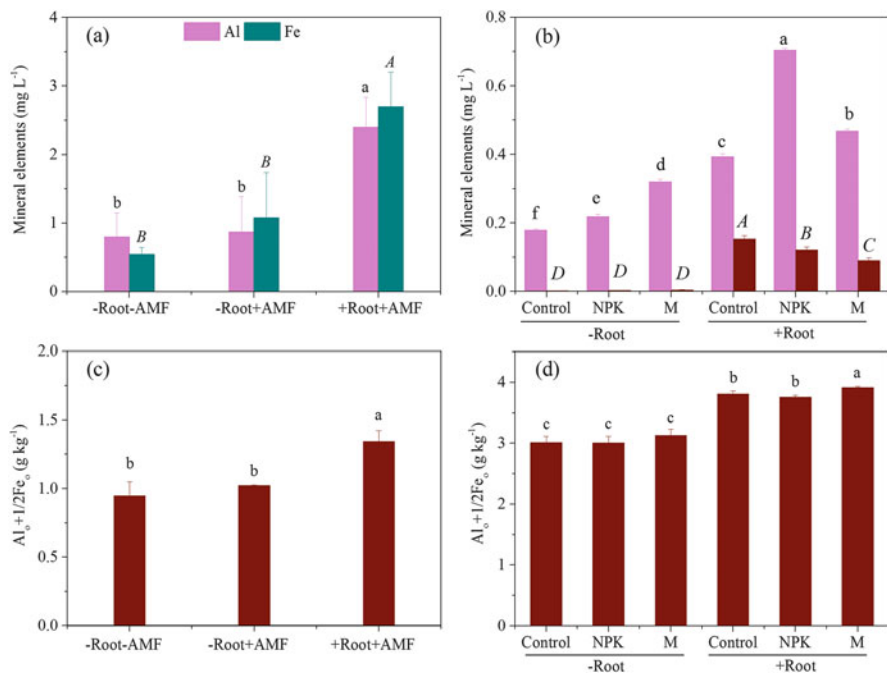 (a)
Al
Fe
Mineral elements (mg L⁻¹)
4
3
2
1
0
b
B
b
B
a
A
-Root-AMF
-Root+AMF
+Root+AMF
(b)
Mineral elements (mg L⁻¹)
0.8
0.6
0.4
0.2
0.0
f
D
e
D
d
D
c
A
a
B
b
C
Control
NPK
M
Control
NPK
M
-Root
+Root
(c)
Alₒ+1/2Feₒ (g kg⁻¹)
2.0
1.5
1.0
0.5
0.0
b
b
a
-Root-AMF
-Root+AMF
+Root+AMF
(d)
Alₒ+1/2Feₒ (g kg⁻¹)
4
3
2
1
0
c
c
c
b
b
a
Control
NPK
M
Control
NPK
M
-Root
+Root